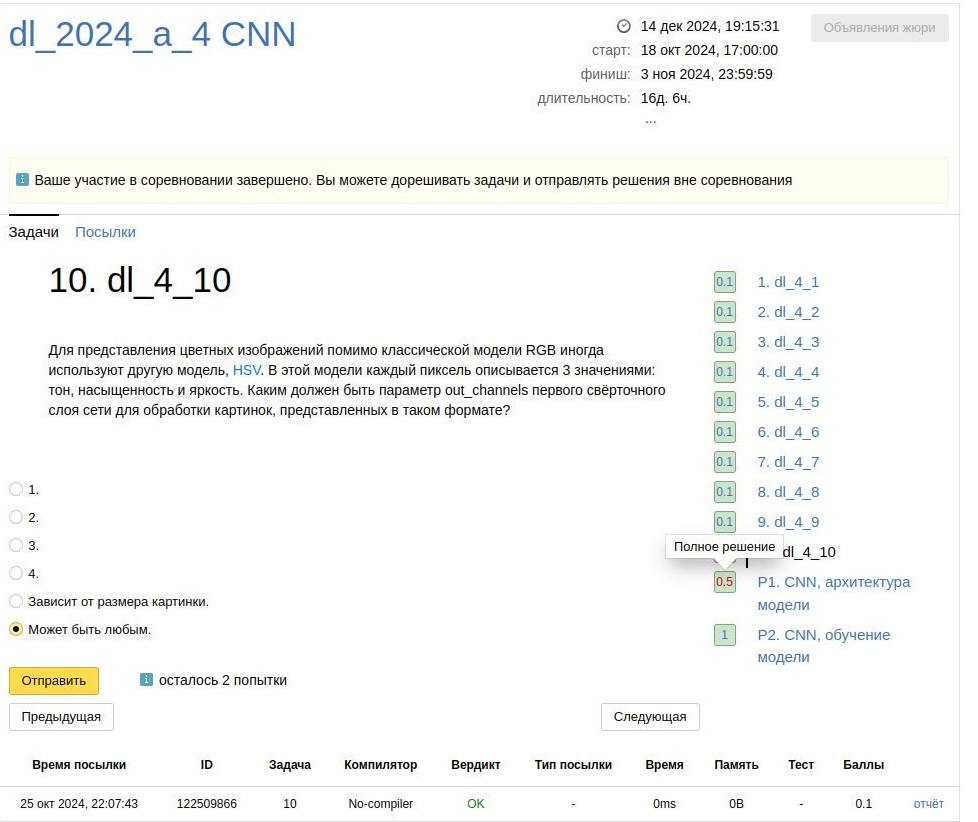 dl_2024_a_4 CNN
14 дек 2024, 19:15:31
Объявления жюри
старт: 18 окт 2024, 17:00:00
финиш: 3 ноя 2024, 23:59:59
длительность: 16д. 6ч.
...
Ваше участие в соревновании завершено. Вы можете дорешивать задачи и отправлять решения вне соревнования
Задачи Посылки
10. dl_4_10
Для представления цветных изображений помимо классической модели RGB иногда
используют другую модель, HSV. В этой модели каждый пиксель описывается 3 значениями:
тон, насыщенность и яркость. Каким должен быть параметр out_channels первого свёрточного
слоя сети для обработки картинок, представленных в таком формате?
1.
2.
3.
4.
Зависит от размера картинки.
Может быть любым.
Отправить
осталось 2 попытки
Предыдущая
Следующая
0.1 1. dl_4_1
0.1 2. dl_4_2
0.1 3. dl_4_3
0.1 4. dl_4_4
0.1 5. dl_4_5
0.1 6. dl_4_6
0.1 7. dl_4_7
0.1 8. dl_4_8
0.1 9. dl_4_9
Полное решение
dl_4_10
0.5 P1. CNN, архитектура
модели
1 P2. CNN, обучение
модели
Время посылки ID Задача Компилятор Вердикт Тип посылки Время Память Тест Баллы
25 окт 2024, 22:07:43 122509866 10 No-compiler OK - 0ms 0B - 0.1 отчёт